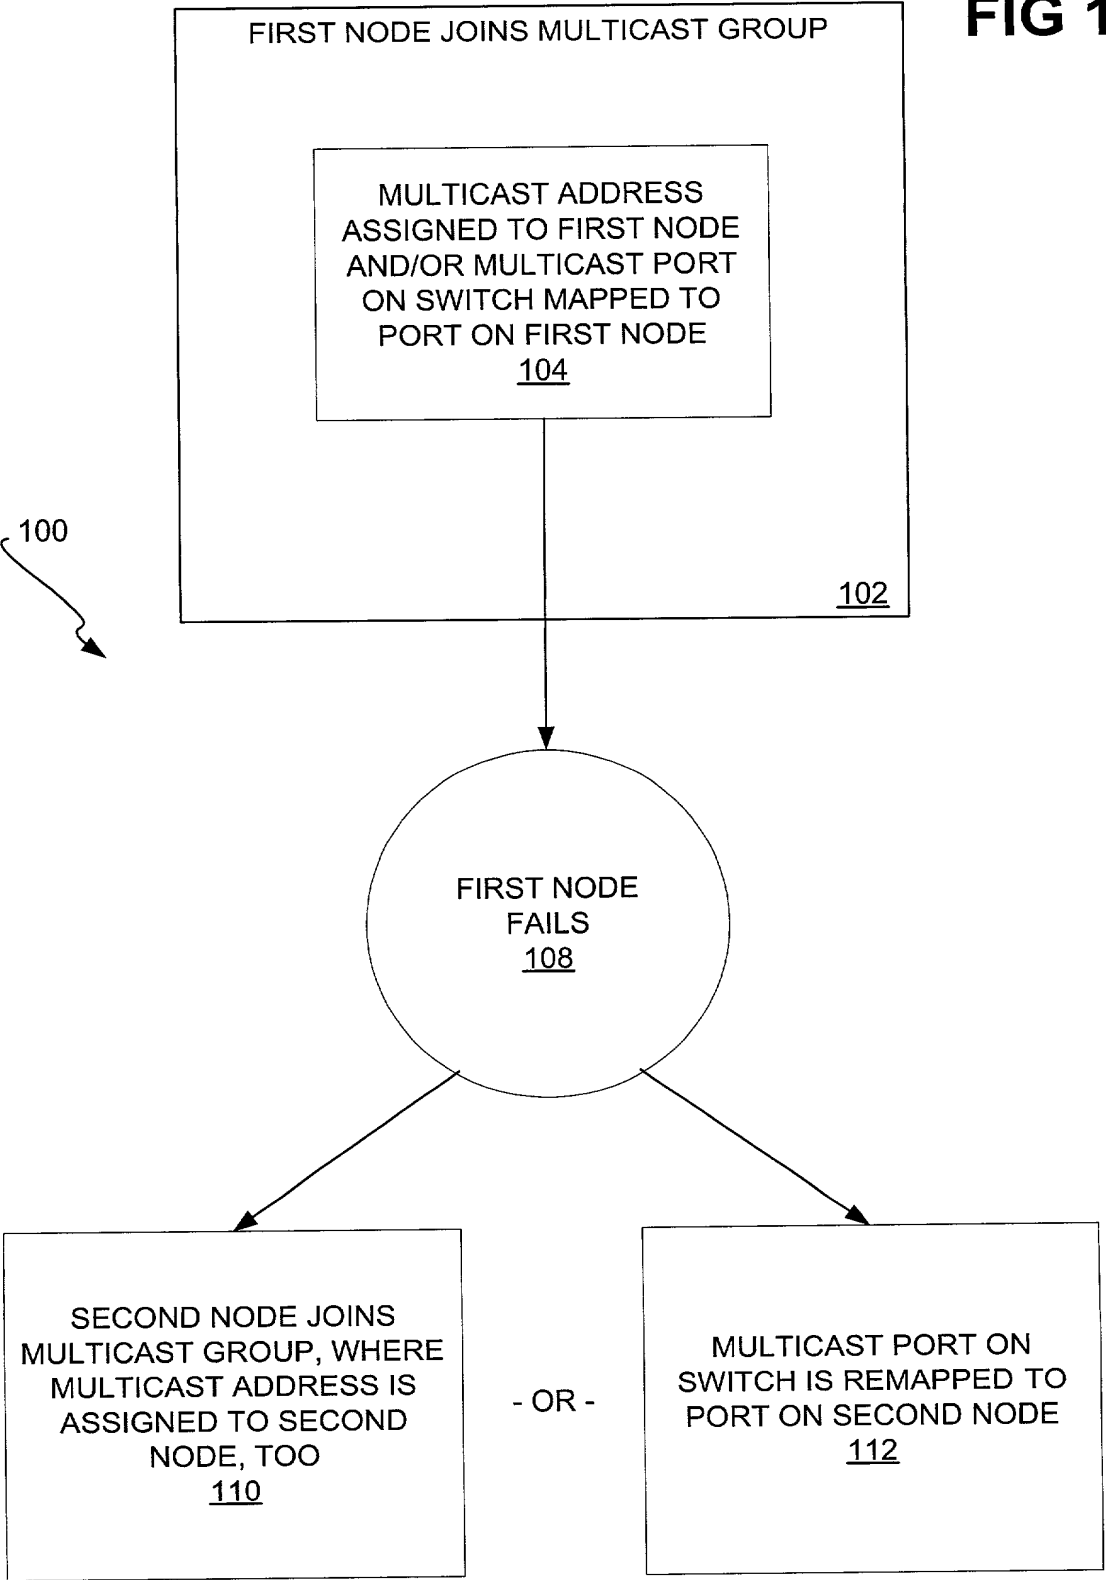 FIG 1
FIRST NODE JOINS MULTICAST GROUP
MULTICAST ADDRESS
ASSIGNED TO FIRST NODE
AND/OR MULTICAST PORT
ON SWITCH MAPPED TO
PORT ON FIRST NODE
104
100
102
FIRST NODE
FAILS
108
SECOND NODE JOINS
MULTICAST GROUP, WHERE
MULTICAST ADDRESS IS
ASSIGNED TO SECOND
NODE, TOO
110
- OR -
MULTICAST PORT ON
SWITCH IS REMAPPED TO
PORT ON SECOND NODE
112